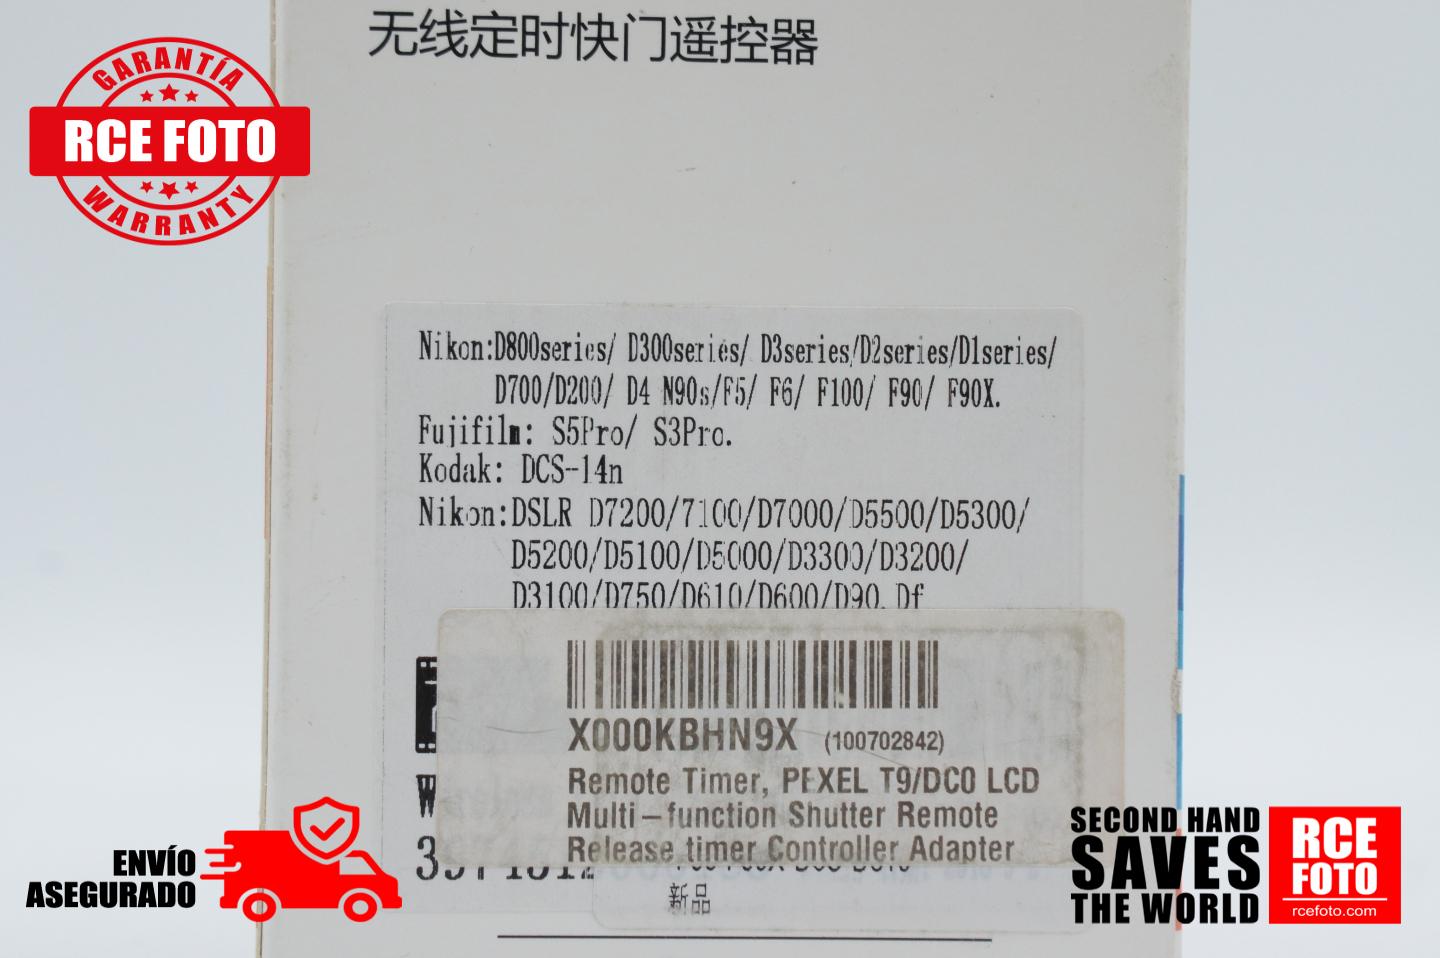 无线定时快门遥控器
GARANTÍA
RCE FOTO
WARRANTY
Nikon:D800series/ D300series/ D3series/D2series/D1series/
D700/D200/ D4 N90s/F5/ F6/ F100/ F90/ F90X.
Fujifilm: S5Pro/ S3Pro.
Kodak: DCS-14n
Nikon:DSLR D7200/7100/D7000/D5500/D5300/
D5200/D5100/D5000/D3300/D3200/
D3100/D750/D610/D600/D90. Df
X000KBHN9X (100702842)
Remote Timer, PEXEL T9/DC0 LCD
Multi-function Shutter Remote
Release timer Controller Adapter
新品
ENVÍO
ASEGURADO
SECOND HAND
SAVES
THE WORLD
RCE
FOTO
rcefoto.com